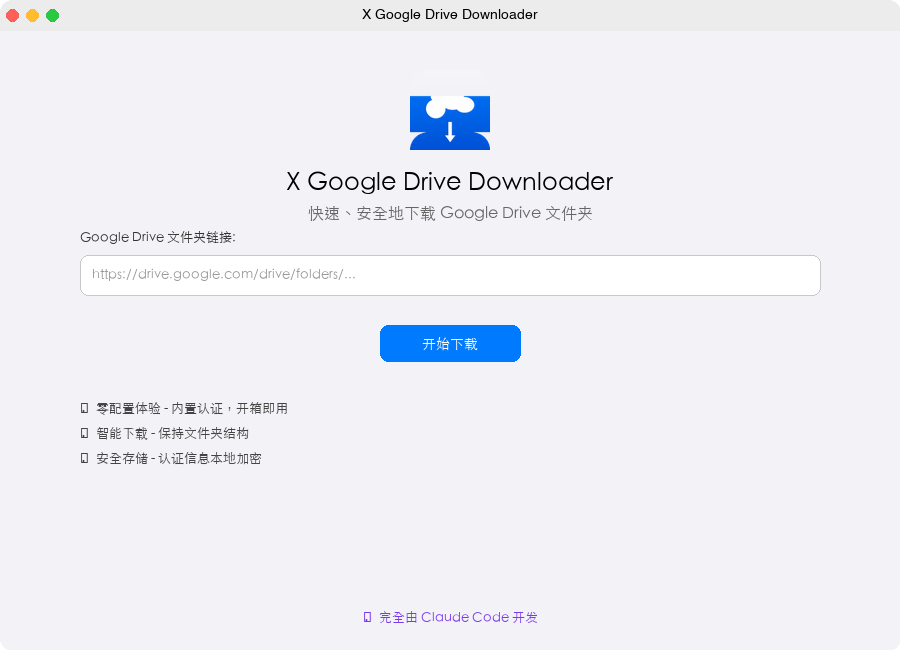 X Google Drive Downloader
X Google Drive Downloader
快速、安全地下载 Google Drive 文件夹
Google Drive 文件夹链接:
https://drive.google.com/drive/folders/...
开始下载
零配置体验 - 内置认证，开箱即用
智能下载 - 保持文件夹结构
安全存储 - 认证信息本地加密
完全由 Claude Code 开发